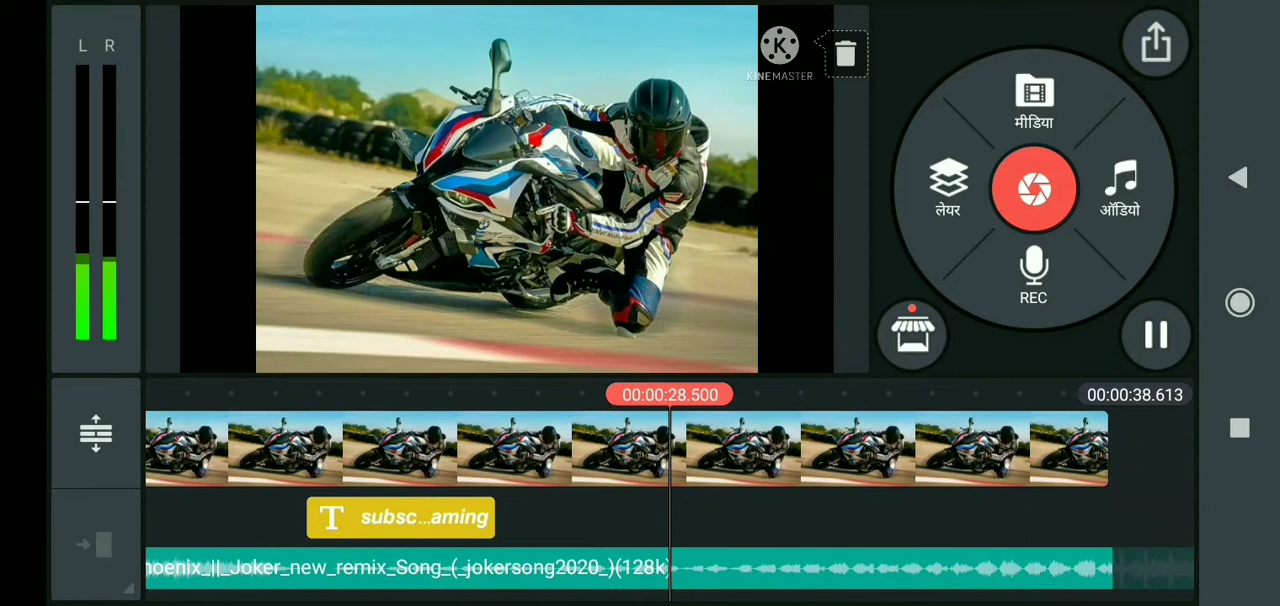 L R
KINEMASTER
मीडिया
लेयर
ऑडियो
REC
00:00:28.500
00:00:38.613
T subsc...aming
hoenix_||_Joker_new_remix_Song_(_jokersong2020_)(128k)